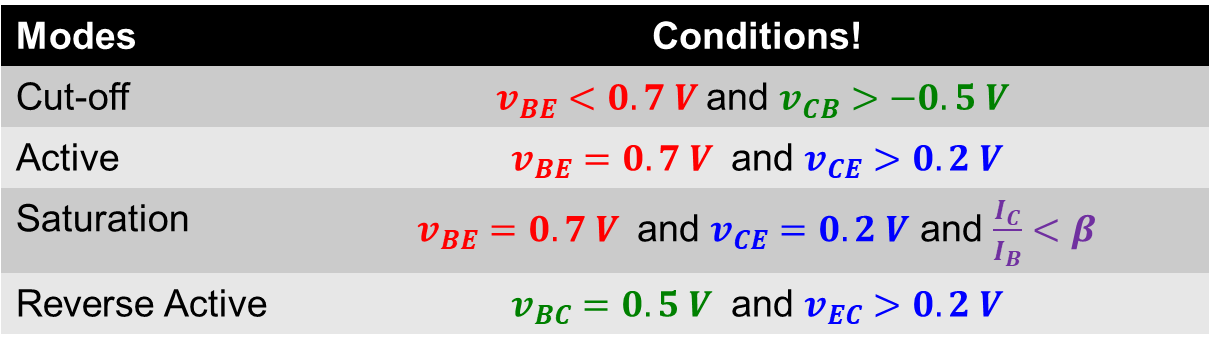 Modes Conditions!
Cut-off v_BE < 0.7 V and v_CB > −0.5 V
Active v_BE = 0.7 V and v_CE > 0.2 V
Saturation v_BE = 0.7 V and v_CE = 0.2 V and I_C/I_B < β
Reverse Active v_BC = 0.5 V and v_EC > 0.2 V